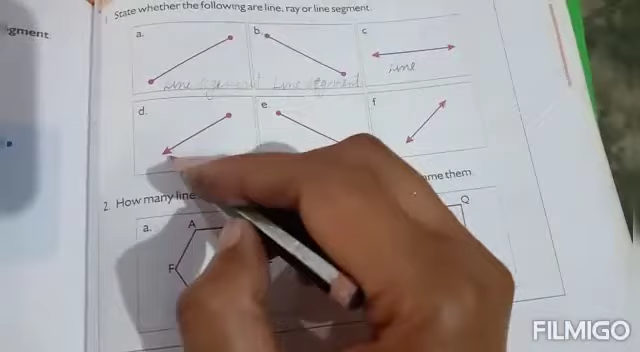 gment.
1 State whether the following are line, ray or line segment.
a.
b.
c
Line segment Line segment
Line
d.
e.
f
2. How many line
me them.
a.
A
Q
F
FILMIGO